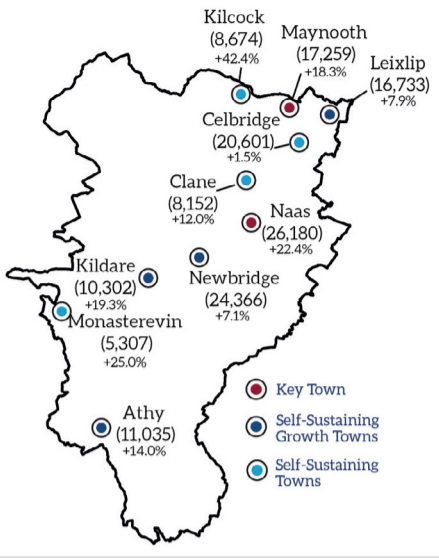 Kilcock
(8,674)
+42.4%
Maynooth
(17,259)
+18.3%
Leixlip
(16,733)
+7.9%
Celbridge
(20,601)
+1.5%
Clane
(8,152)
+12.0%
Naas
(26,180)
+22.4%
Kildare
(10,302)
+19.3%
Newbridge
(24,366)
+7.1%
Monasterevin
(5,307)
+25.0%
Athy
(11,035)
+14.0%
Key Town
Self-Sustaining
Growth Towns
Self-Sustaining
Towns